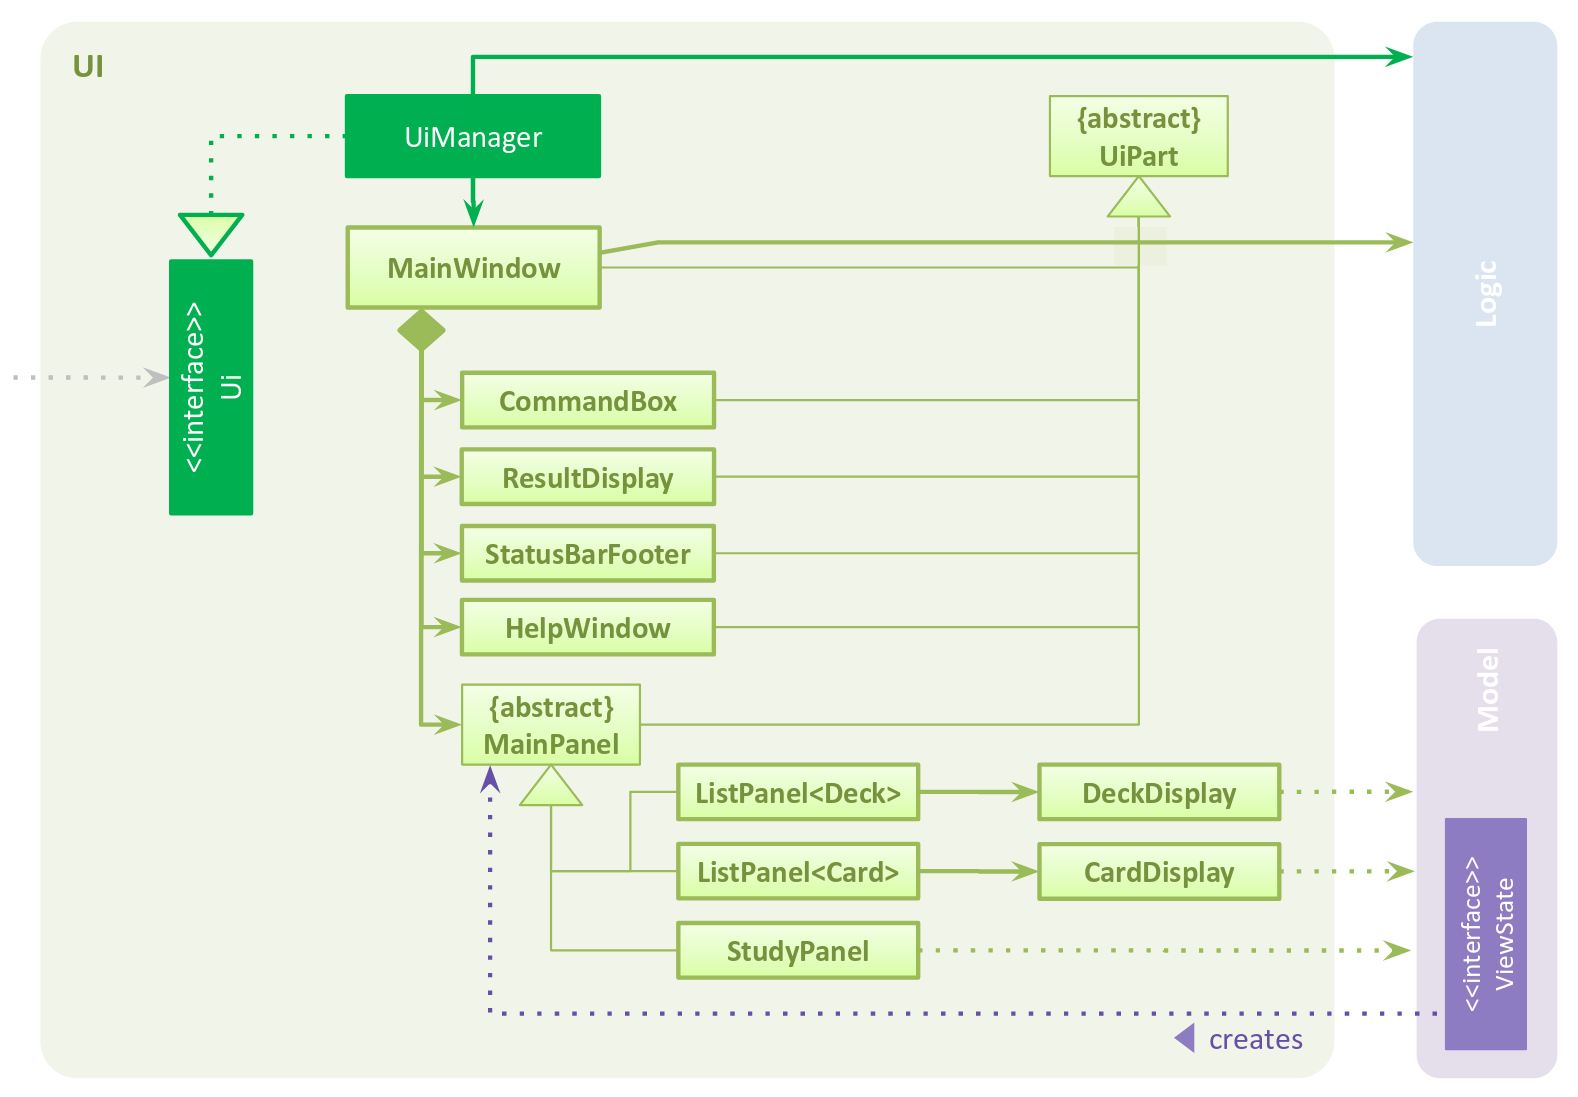 UI
UiManager
{abstract}
UiPart
MainWindow
<<interface>>
Ui
Logic
CommandBox
ResultDisplay
StatusBarFooter
HelpWindow
{abstract}
MainPanel
Model
ListPanel<Deck>
DeckDisplay
ListPanel<Card>
CardDisplay
StudyPanel
<<interface>>
ViewState
creates